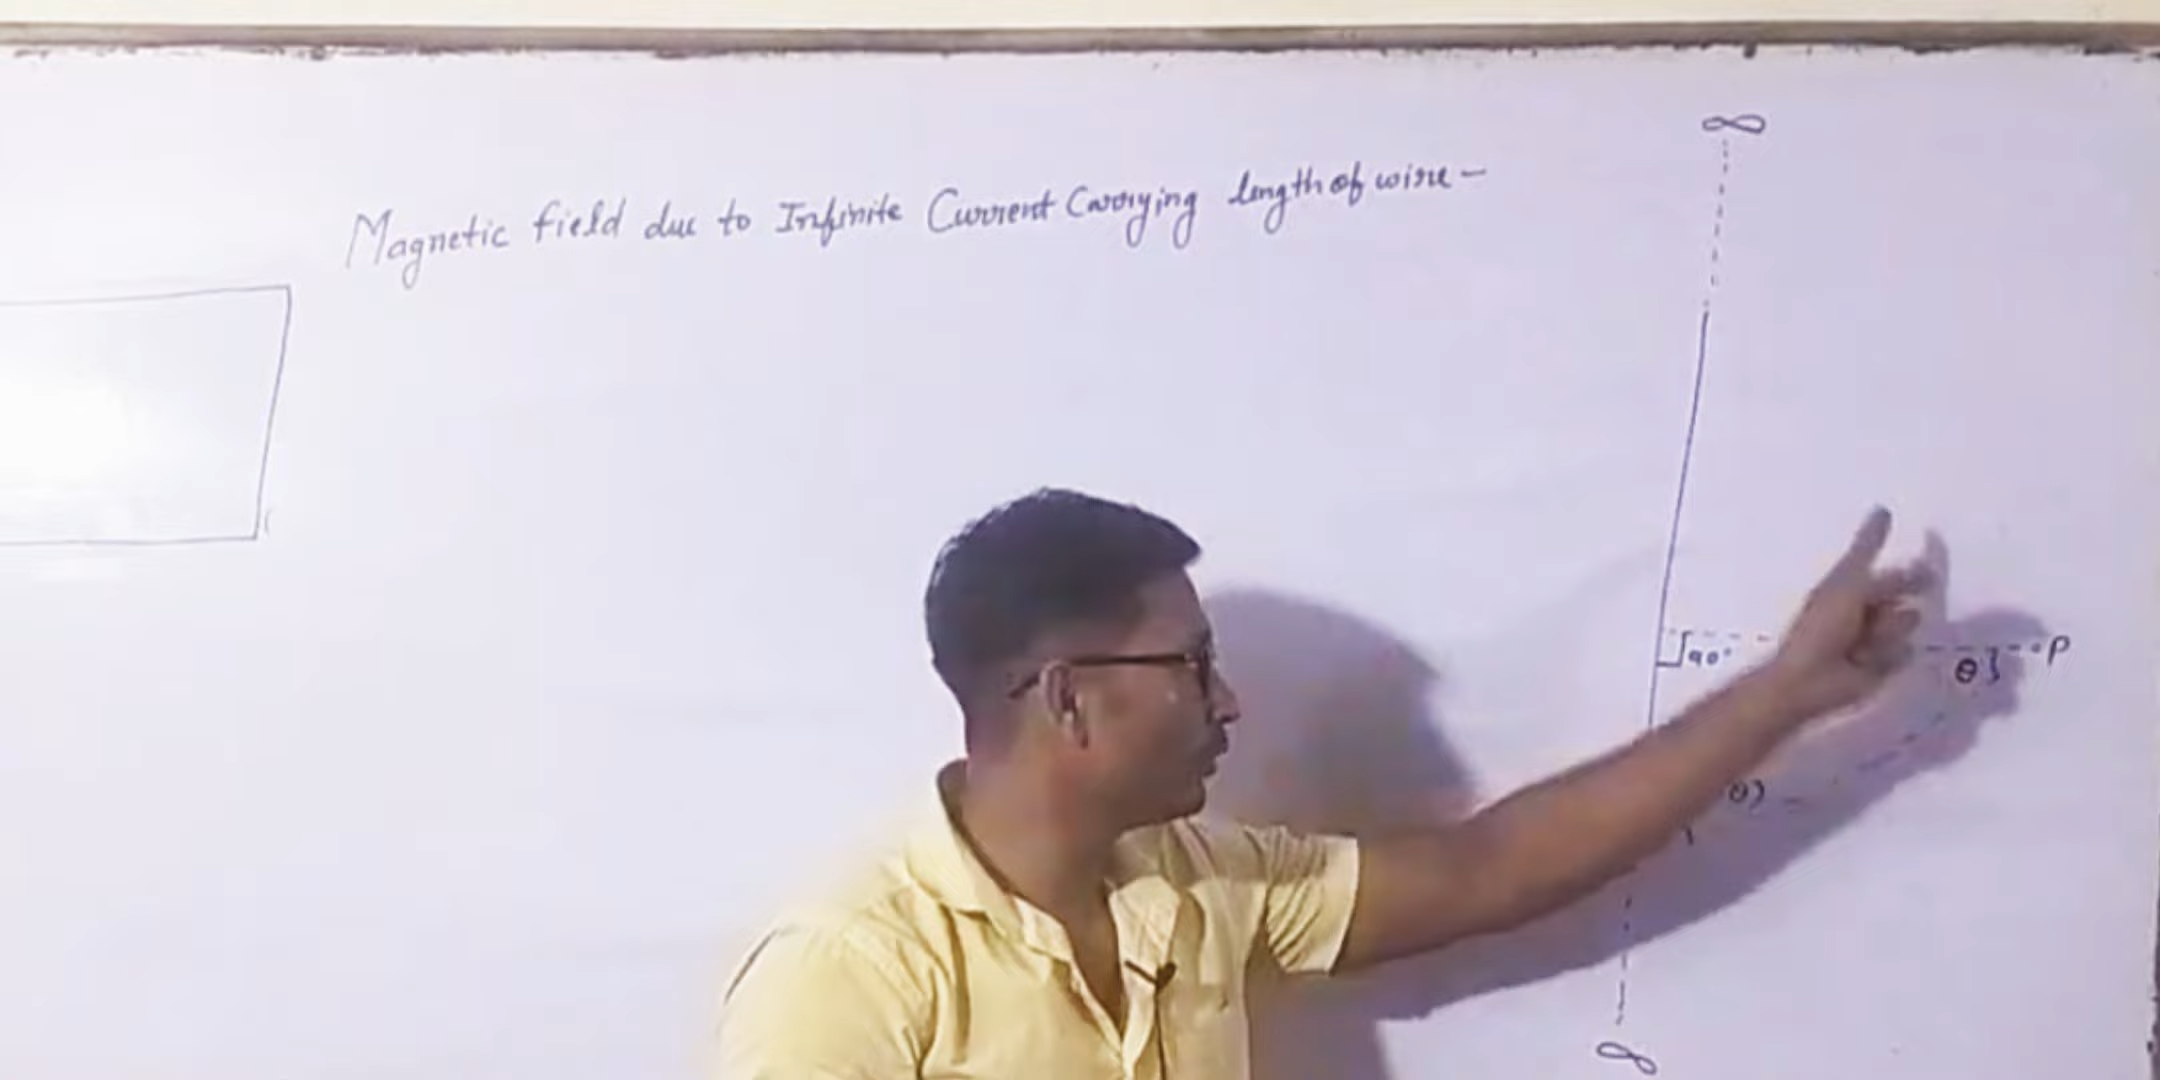 ∞
Magnetic field due to Infinite Current Carrying length of wire -
90°
θ
P
θ
∞